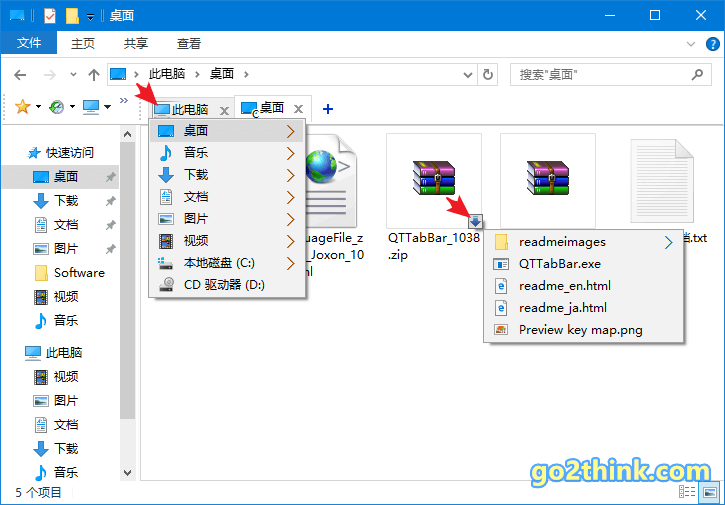 桌面
文件
主页
共享
查看
此电脑
桌面
搜索"桌面"
此电脑
桌面
快速访问
桌面
下载
文档
图片
Software
视频
音乐
此电脑
视频
图片
文档
下载
音乐
桌面
音乐
下载
文档
图片
视频
本地磁盘 (C:)
CD 驱动器 (D:)
uageFile_z
_Joxon_10
ml
QTTabBar_1038
.zip
.txt
readmeimages
QTTabBar.exe
readme_en.html
readme_ja.html
Preview key map.png
5 个项目
go2think.com